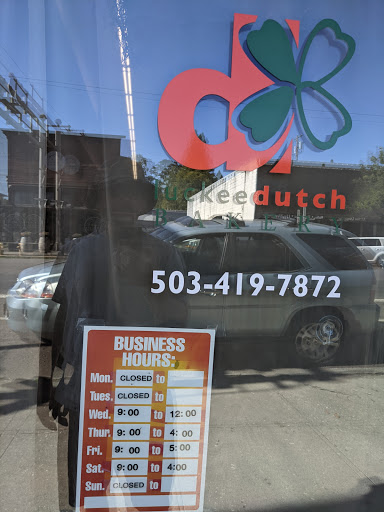 d
keedutch
BAKERY
503-419-7872
BUSINESS
HOURS:
Mon. CLOSED to
Tues. CLOSED to
Wed. 9:00 to 12:00
Thur. 9:00 to 4:00
Fri. 9:00 to 5:00
Sat. 9:00 to 4:00
Sun. CLOSED to